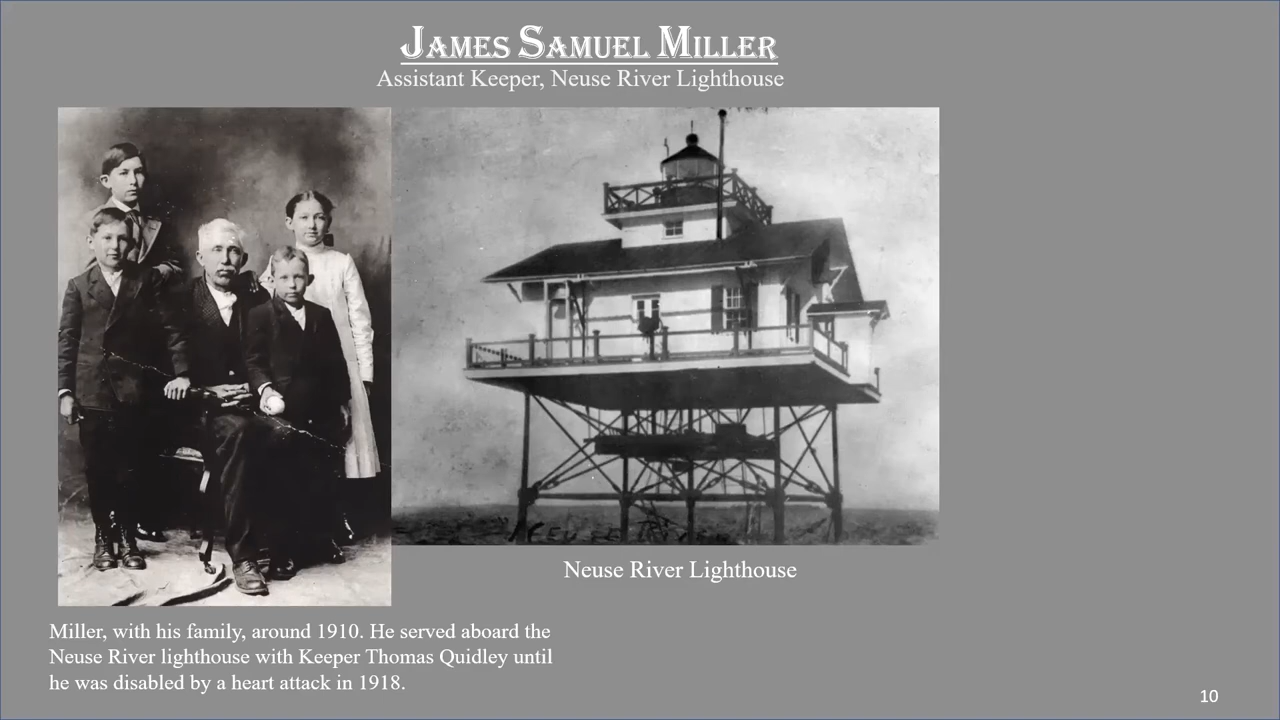 James Samuel Miller
Assistant Keeper, Neuse River Lighthouse
Neuse River Lighthouse
Miller, with his family, around 1910. He served aboard the
Neuse River lighthouse with Keeper Thomas Quidley until
he was disabled by a heart attack in 1918.
10